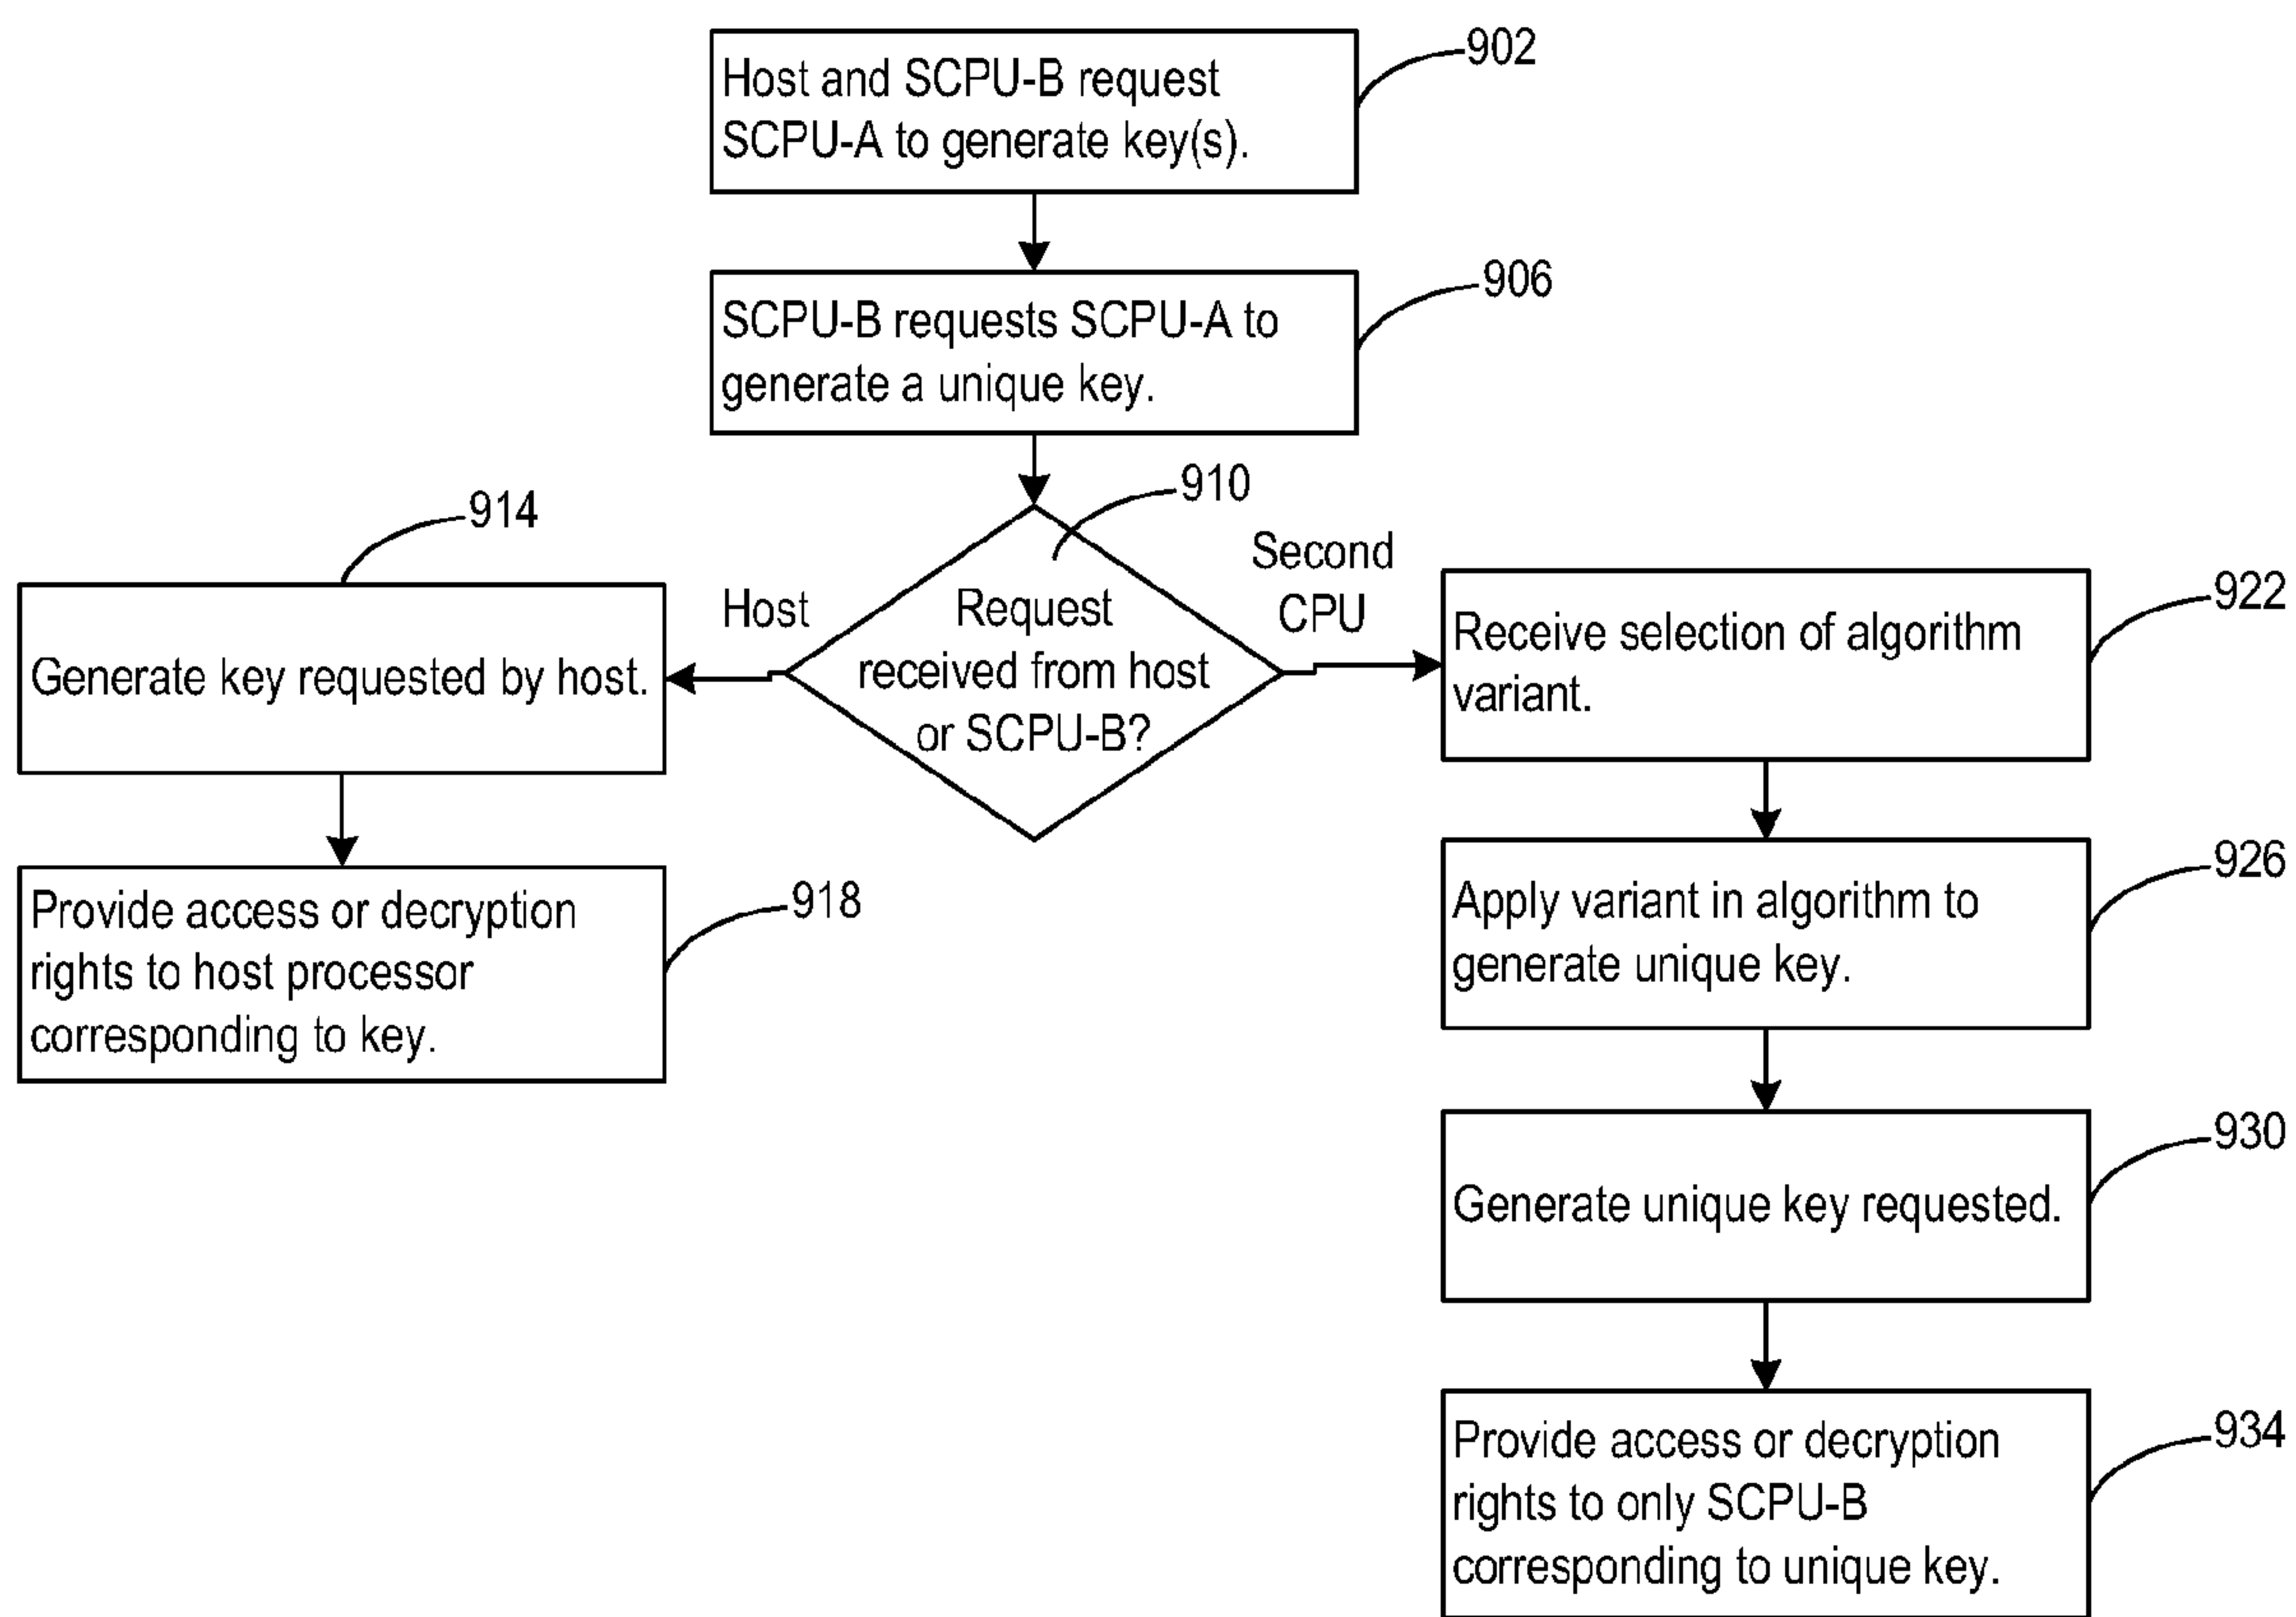 902
Host and SCPU-B request
SCPU-A to generate key(s).
906
SCPU-B requests SCPU-A to
generate a unique key.
910
Request
received from host
or SCPU-B?
Host
914
Generate key requested by host.
918
Provide access or decryption
rights to host processor
corresponding to key.
Second
CPU
922
Receive selection of algorithm
variant.
926
Apply variant in algorithm to
generate unique key.
930
Generate unique key requested.
934
Provide access or decryption
rights to only SCPU-B
corresponding to unique key.